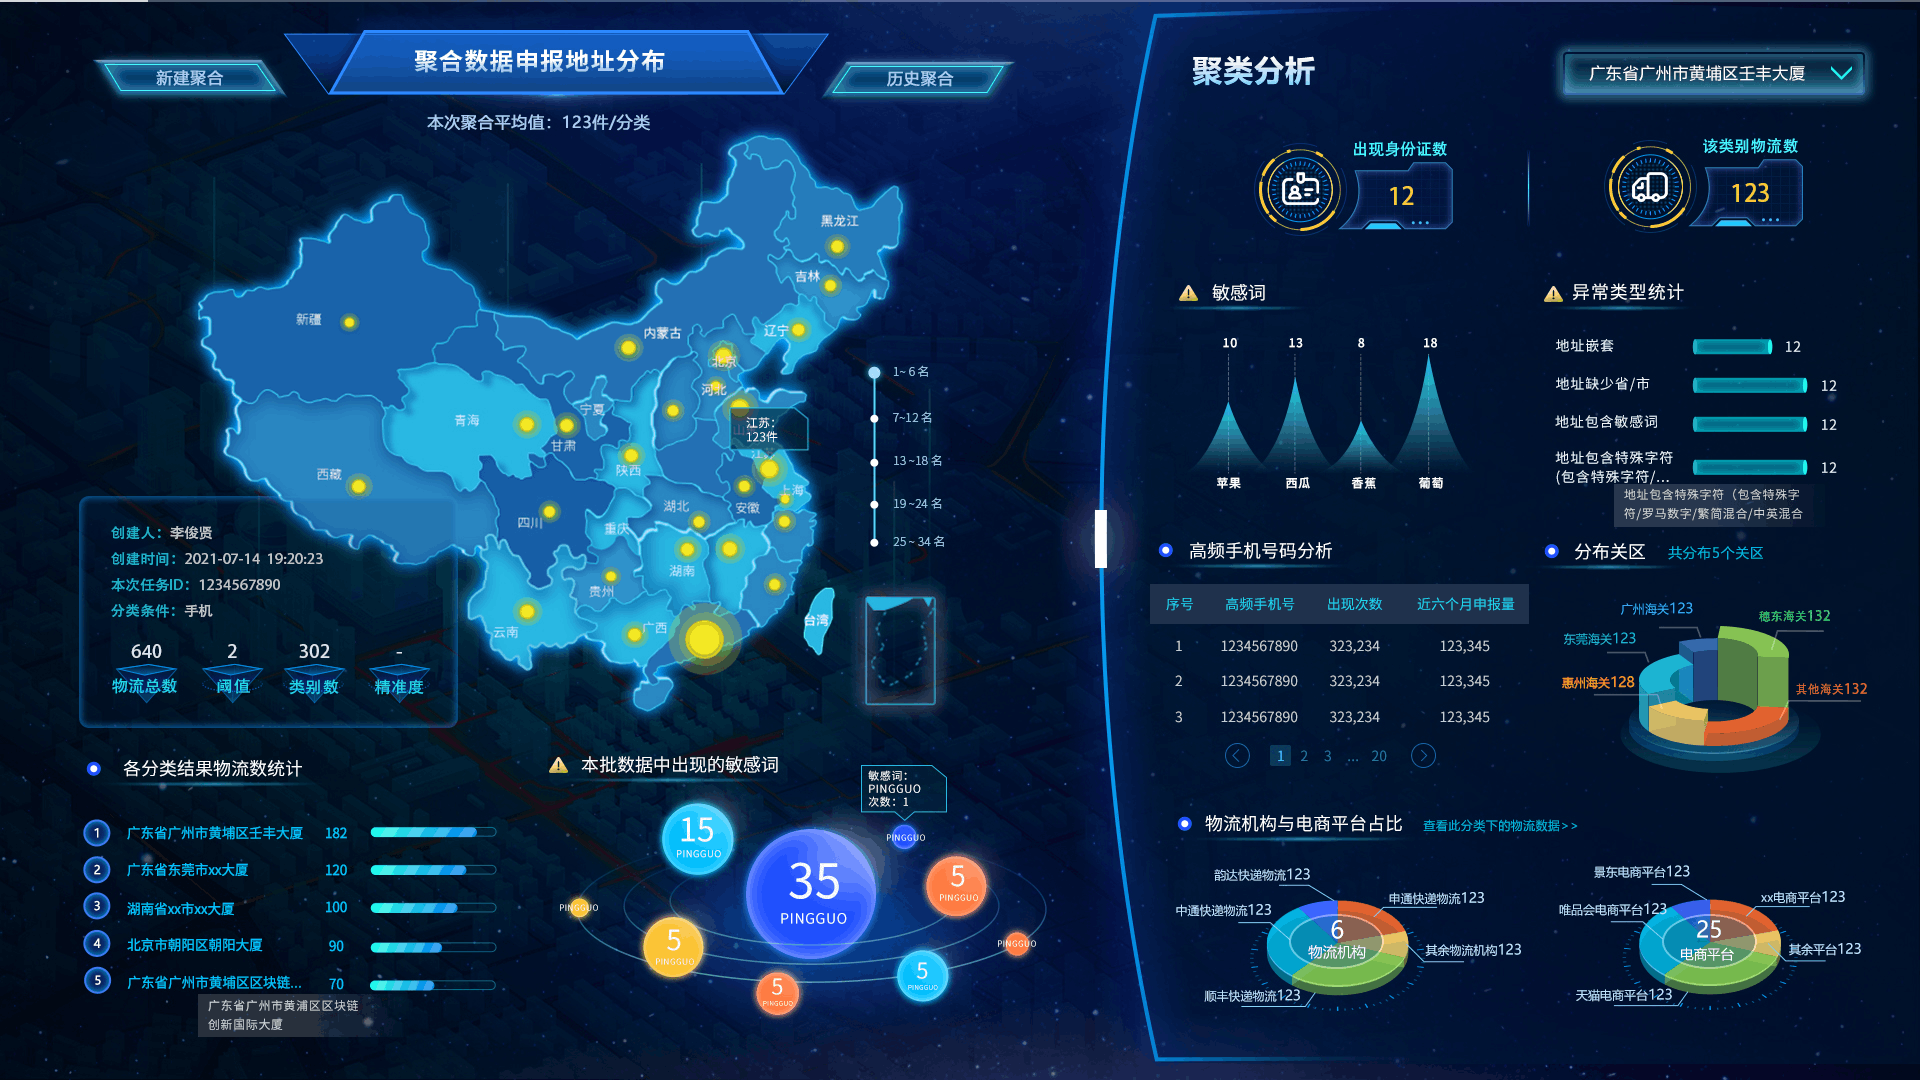 新建聚合
聚合数据申报地址分布
历史聚合
本次聚合平均值：123件/分类
黑龙江
吉林
辽宁
内蒙古
新疆
北京
河北
宁夏
青海
甘肃
江苏：
123件
陕西
西藏
上海
四川
湖北
安徽
重庆
湖南
贵州
云南
广西
台湾
1~ 6 名
7~12 名
13 ~18 名
19 ~24 名
25 ~ 34 名
创建人：李俊贤
创建时间：2021-07-14 19:20:23
本次任务ID：1234567890
分类条件：手机
640
2
302
-
物流总数
阈值
类别数
精准度
各分类结果物流数统计
1 广东省广州市黄埔区壬丰大厦 182
2 广东省东莞市xx大厦 120
3 湖南省xx市xx大厦 100
4 北京市朝阳区朝阳大厦 90
5 广东省广州市黄埔区区块链... 70
广东省广州市黄浦区区块链
创新国际大厦
本批数据中出现的敏感词
敏感词：
PINGGUO
次数：1
PINGGUO
15
PINGGUO
35
PINGGUO
5
PINGGUO
PINGGUO
5
PINGGUO
PINGGUO
5
PINGGUO
5
PINGGUO
聚类分析
广东省广州市黄埔区壬丰大厦
出现身份证数
12
该类别物流数
123
敏感词
10
13
8
18
苹果
西瓜
香蕉
葡萄
异常类型统计
地址嵌套 12
地址缺少省/市 12
地址包含敏感词 12
地址包含特殊字符
(包含特殊字符/... 12
地址包含特殊字符（包含特殊字
符/罗马数字/繁简混合/中英混合
高频手机号码分析
序号 高频手机号 出现次数 近六个月申报量
1 1234567890 323,234 123,345
2 1234567890 323,234 123,345
3 1234567890 323,234 123,345
1 2 3 ... 20
分布关区
共分布5个关区
广州海关123
德东海关132
东莞海关123
惠州海关128
其他海关132
物流机构与电商平台占比
查看此分类下的物流数据>>
韵达快递物流123
申通快递物流123
中通快递物流123
6
物流机构
其余物流机构123
顺丰快递物流123
景东电商平台123
xx电商平台123
唯品会电商平台123
25
电商平台
其余平台123
天猫电商平台123